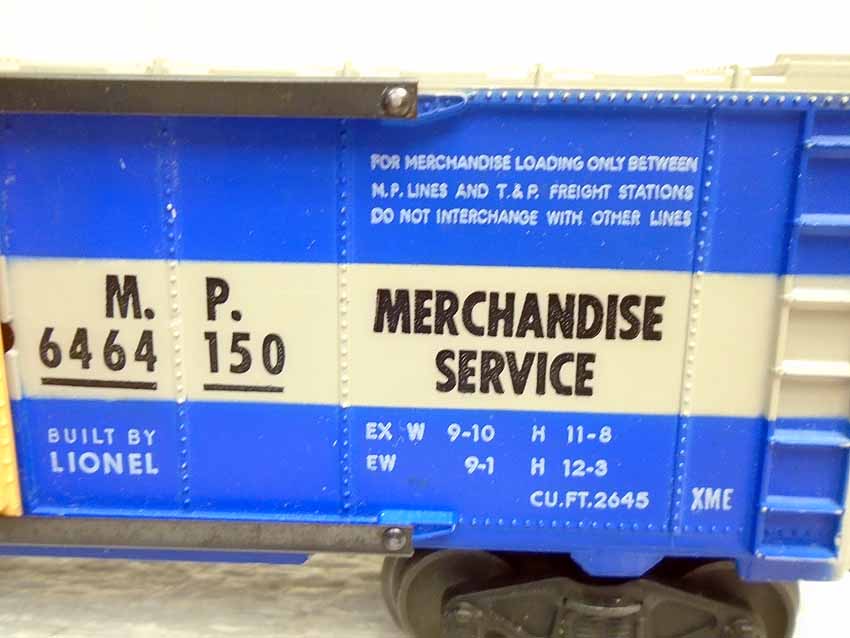 FOR MERCHANDISE LOADING ONLY BETWEEN
M.P. LINES AND T.&P. FREIGHT STATIONS
DO NOT INTERCHANGE WITH OTHER LINES
M. P.
6464 150
MERCHANDISE
SERVICE
BUILT BY
LIONEL
EX W 9-10 H 11-8
EW 9-1 H 12-3
CU.FT.2645
XME